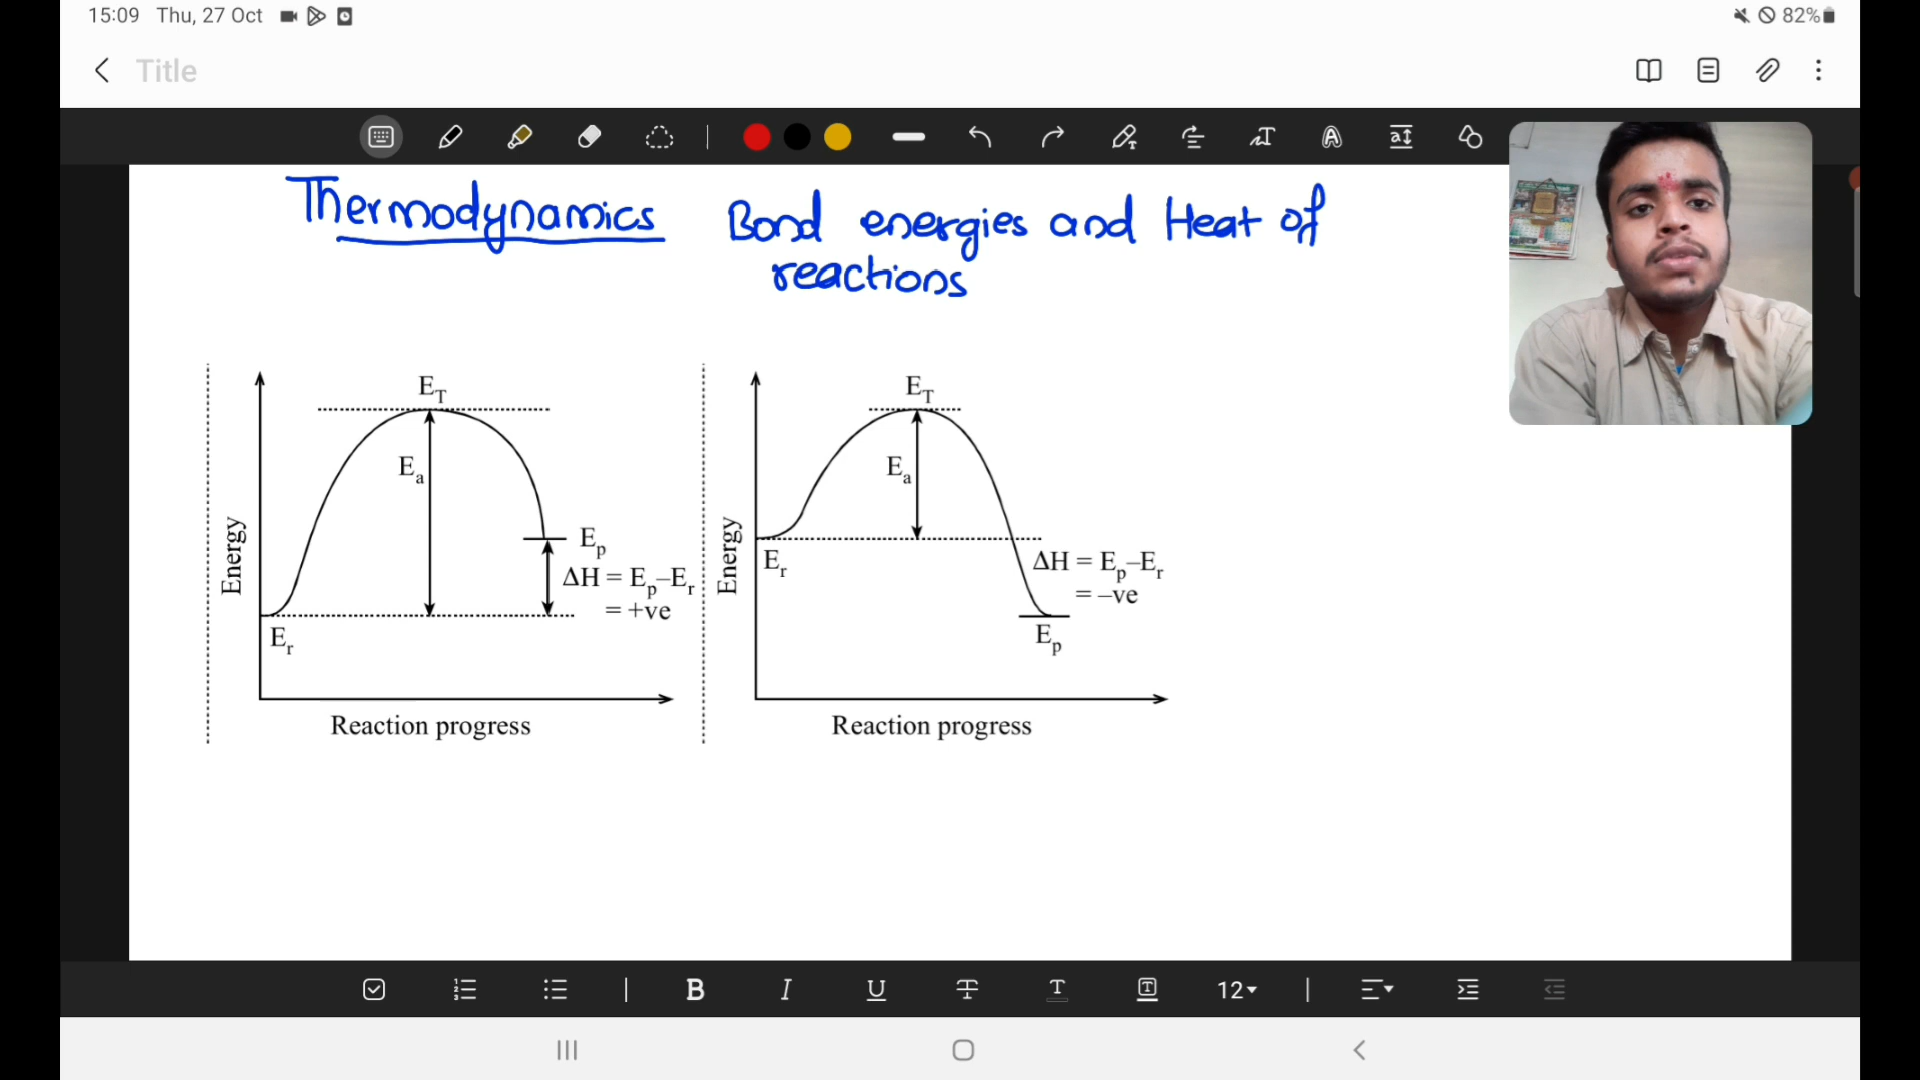 15:09 Thu, 27 Oct
82%
Title
Thermodynamics Bond energies and Heat of
reactions
E_T
E_a
E_p
ΔH = E_p–E_r
= +ve
E_r
Energy
Reaction progress
E_T
E_a
E_r
ΔH = E_p–E_r
= –ve
E_p
Energy
Reaction progress
B I U T T T 12